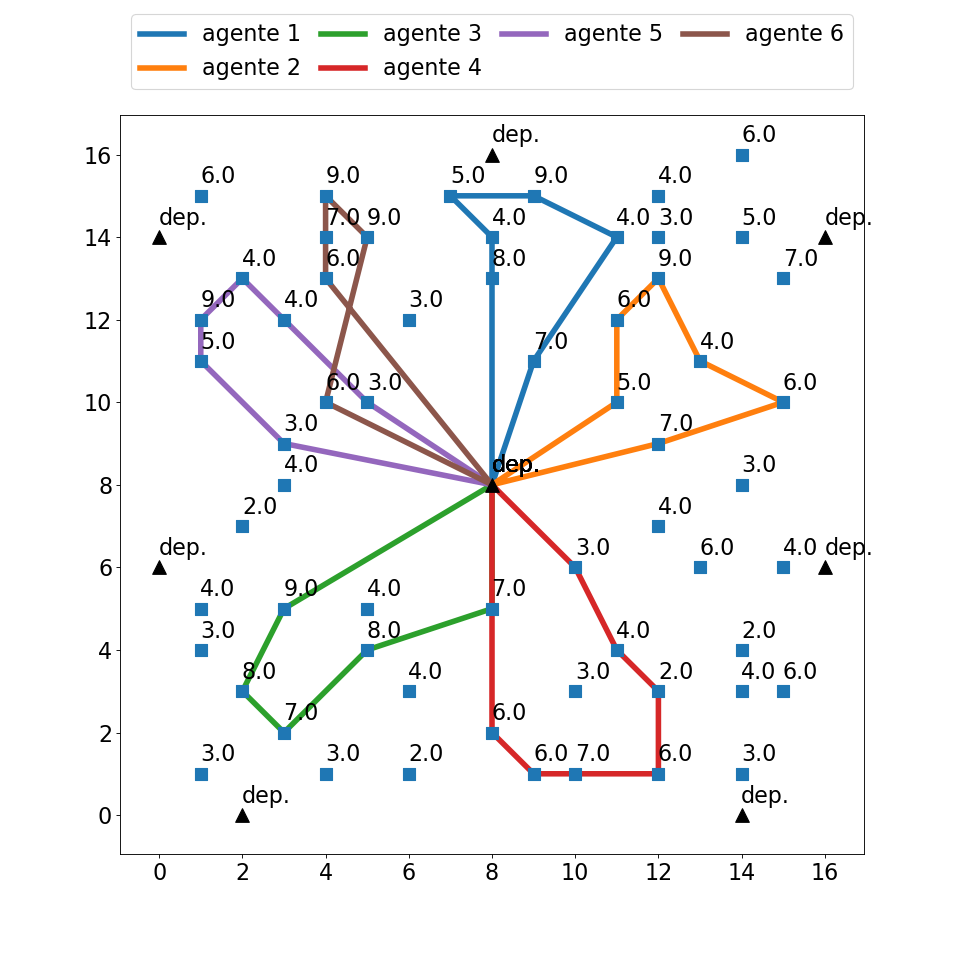 agente 1 agente 3 agente 5 agente 6
agente 2 agente 4
dep. 6.0
16
6.0 9.0 5.0 9.0 4.0
dep. 7.0 9.0 4.0 4.0 3.0 5.0 dep.
14
4.0 6.0 8.0 9.0 7.0
9.0 4.0 3.0 6.0
12
5.0 7.0 4.0
6.0 3.0 5.0 6.0
10
3.0 7.0
4.0 dep. dep. 3.0
8
2.0 4.0
dep. 3.0 6.0 4.0 dep.
6
4.0 9.0 4.0 7.0
3.0 8.0 4.0 2.0
4
8.0 4.0 3.0 2.0 4.0 6.0
7.0 6.0
2
3.0 3.0 2.0 6.0 7.0 6.0 3.0
dep. dep.
0
0 2 4 6 8 10 12 14 16